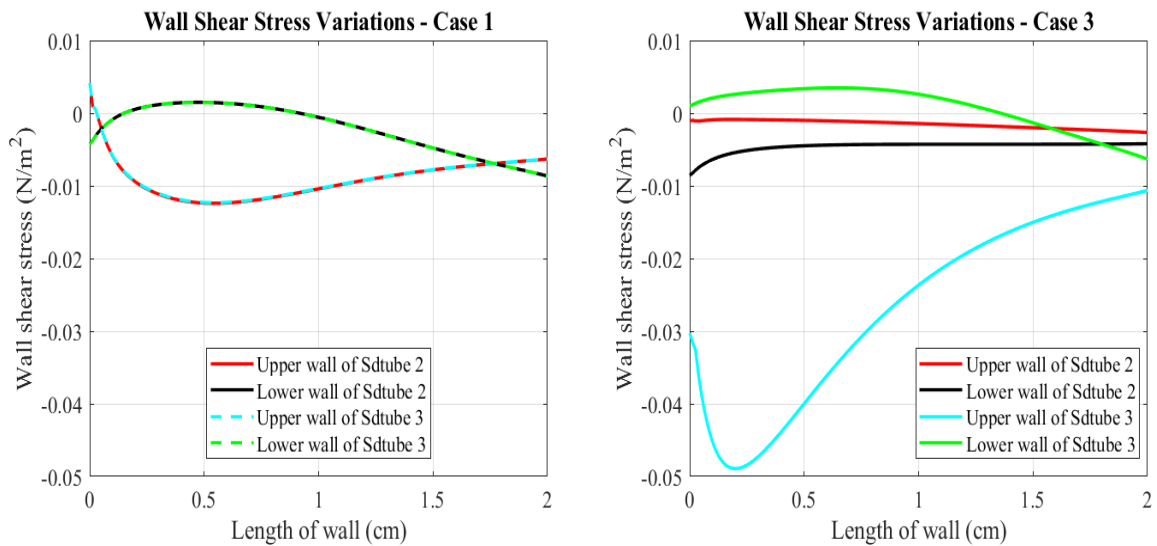 Wall Shear Stress Variations - Case 1
Wall shear stress (N/m²)
0.01
0
-0.01
-0.02
-0.03
-0.04
-0.05
Upper wall of Sdtube 2
Lower wall of Sdtube 2
Upper wall of Sdtube 3
Lower wall of Sdtube 3
0 0.5 1 1.5 2
Length of wall (cm)
Wall Shear Stress Variations - Case 3
Wall shear stress (N/m²)
0.01
0
-0.01
-0.02
-0.03
-0.04
-0.05
Upper wall of Sdtube 2
Lower wall of Sdtube 2
Upper wall of Sdtube 3
Lower wall of Sdtube 3
0 0.5 1 1.5 2
Length of wall (cm)